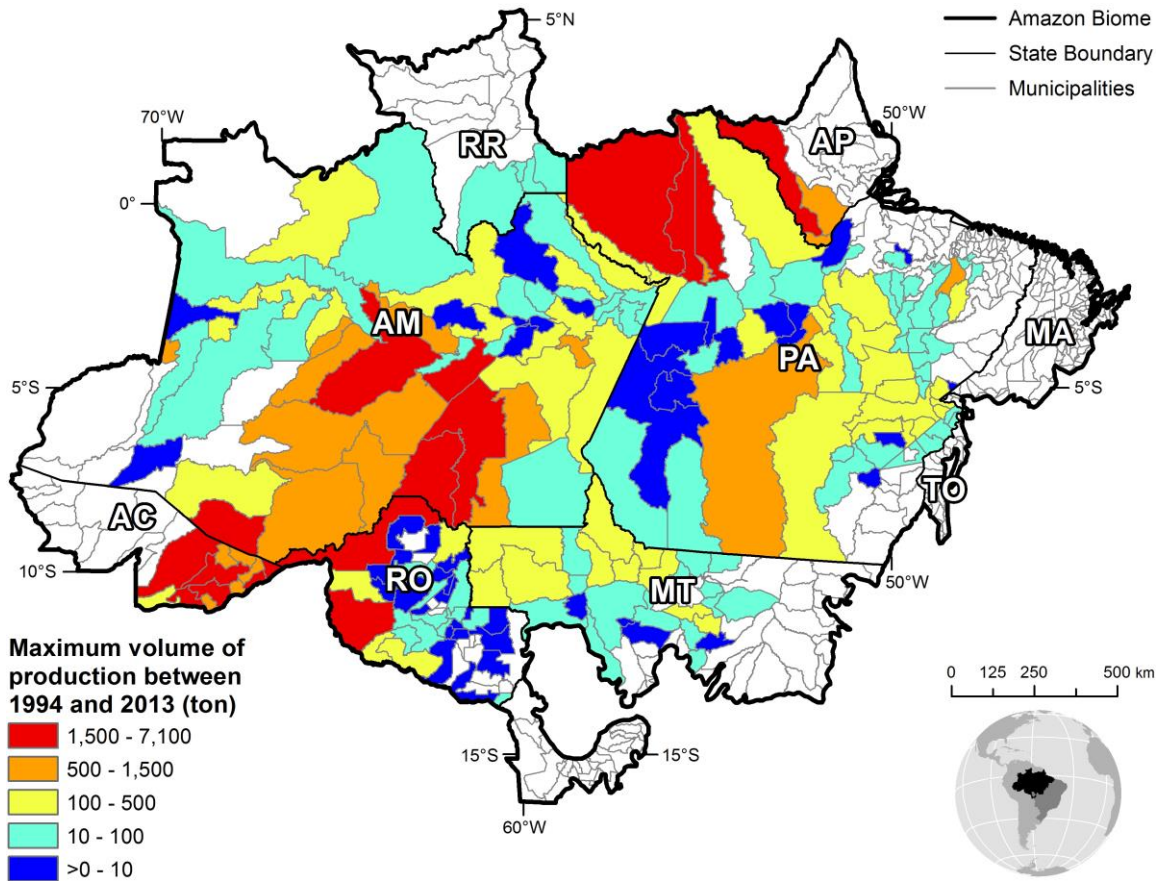 5°N
Amazon Biome
State Boundary
Municipalities
70°W
50°W
RR
AP
0°
AM
PA
MA
5°S
5°S
AC
TO
10°S
RO
MT
50°W
Maximum volume of
production between
1994 and 2013 (ton)
1,500 - 7,100
500 - 1,500
100 - 500
10 - 100
>0 - 10
0 125 250 500 km
15°S
15°S
60°W